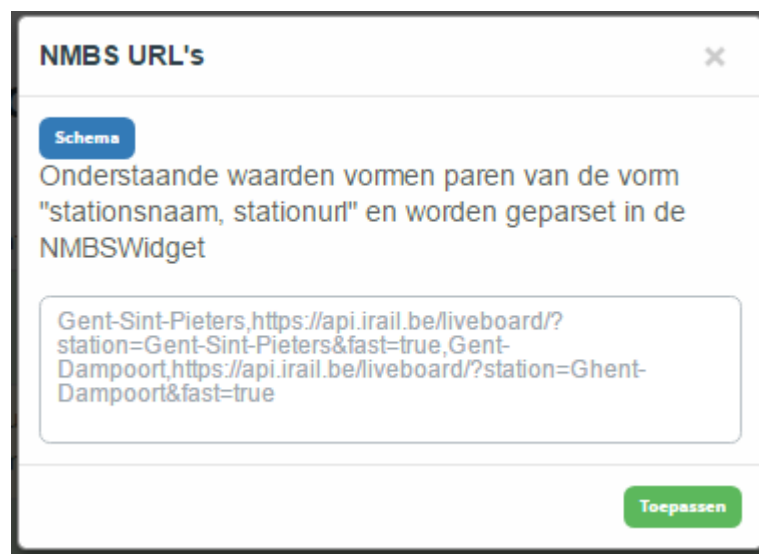 NMBS URL's ×
Schema
Onderstaande waarden vormen paren van de vorm
"stationsnaam, stationurl" en worden geparset in de
NMBSWidget
Gent-Sint-Pieters,https://api.irail.be/liveboard/?
station=Gent-Sint-Pieters&fast=true,Gent-
Dampoort,https://api.irail.be/liveboard/?station=Ghent-
Dampoort&fast=true
Toepassen